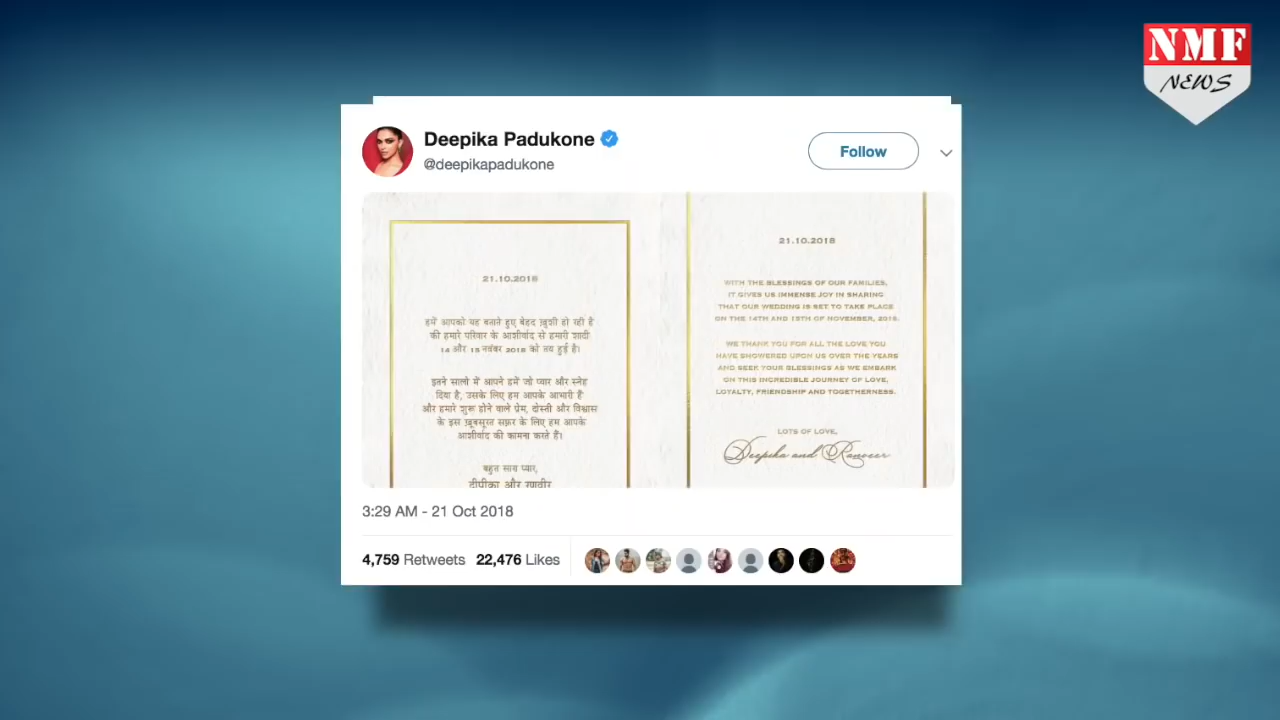 NMF
NEWS
Deepika Padukone
@deepikapadukone
Follow
21.10.2018
हमें आपको यह बताते हुए बेहद ख़ुशी हो रही है
की हमारे परिवार के आशीर्वाद से हमारी शादी
14 और 15 नवंबर 2018 को तय हुई है।
इतने सालों में आपने हमें जो प्यार और स्नेह
दिया है, उसके लिए हम आपके आभारी हैं
और हमारे शुरू होने वाले प्रेम, दोस्ती और विश्वास
के इस ख़ूबसूरत सफ़र के लिए हम आपके
आशीर्वाद की कामना करते हैं।
बहुत सारा प्यार,
दीपिका और रणवीर
21.10.2018
WITH THE BLESSINGS OF OUR FAMILIES,
IT GIVES US IMMENSE JOY IN SHARING
THAT OUR WEDDING IS SET TO TAKE PLACE
ON THE 14TH AND 15TH OF NOVEMBER, 2018.
WE THANK YOU FOR ALL THE LOVE YOU
HAVE SHOWERED UPON US OVER THE YEARS
AND SEEK YOUR BLESSINGS AS WE EMBARK
ON THIS INCREDIBLE JOURNEY OF LOVE,
LOYALTY, FRIENDSHIP AND TOGETHERNESS.
LOTS OF LOVE,
Deepika and Ranveer
3:29 AM - 21 Oct 2018
4,759 Retweets 22,476 Likes